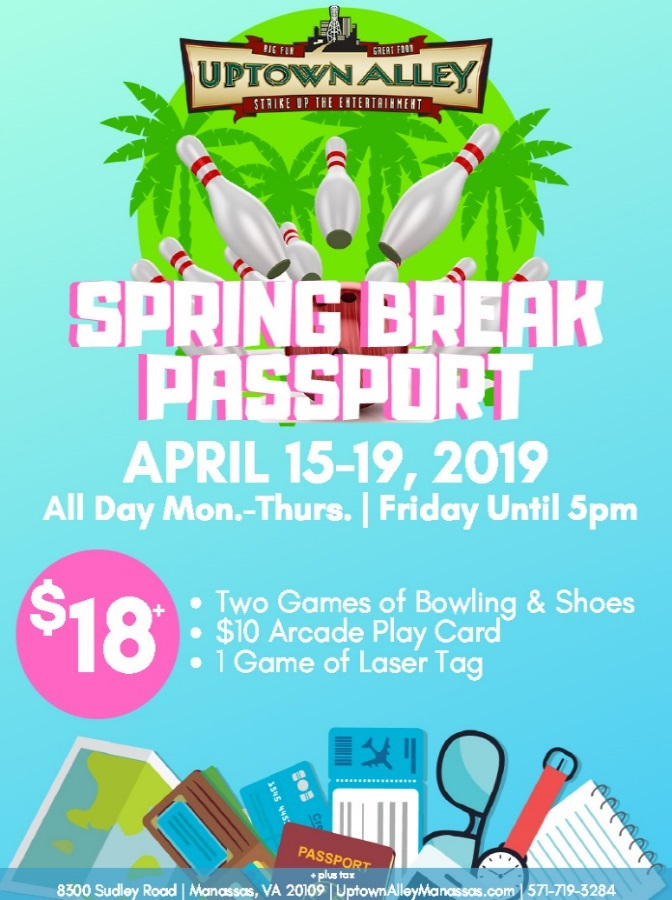 BIG FUN GREAT FOOD
UPTOWN ALLEY
STRIKE UP THE ENTERTAINMENT
SPRING BREAK
PASSPORT
APRIL 15-19, 2019
All Day Mon.-Thurs. | Friday Until 5pm
$18+
• Two Games of Bowling & Shoes
• $10 Arcade Play Card
• 1 Game of Laser Tag
PASSPORT
+ plus tax
8300 Sudley Road | Manassas, VA 20109 | UptownAlleyManassas.com | 571-719-3284